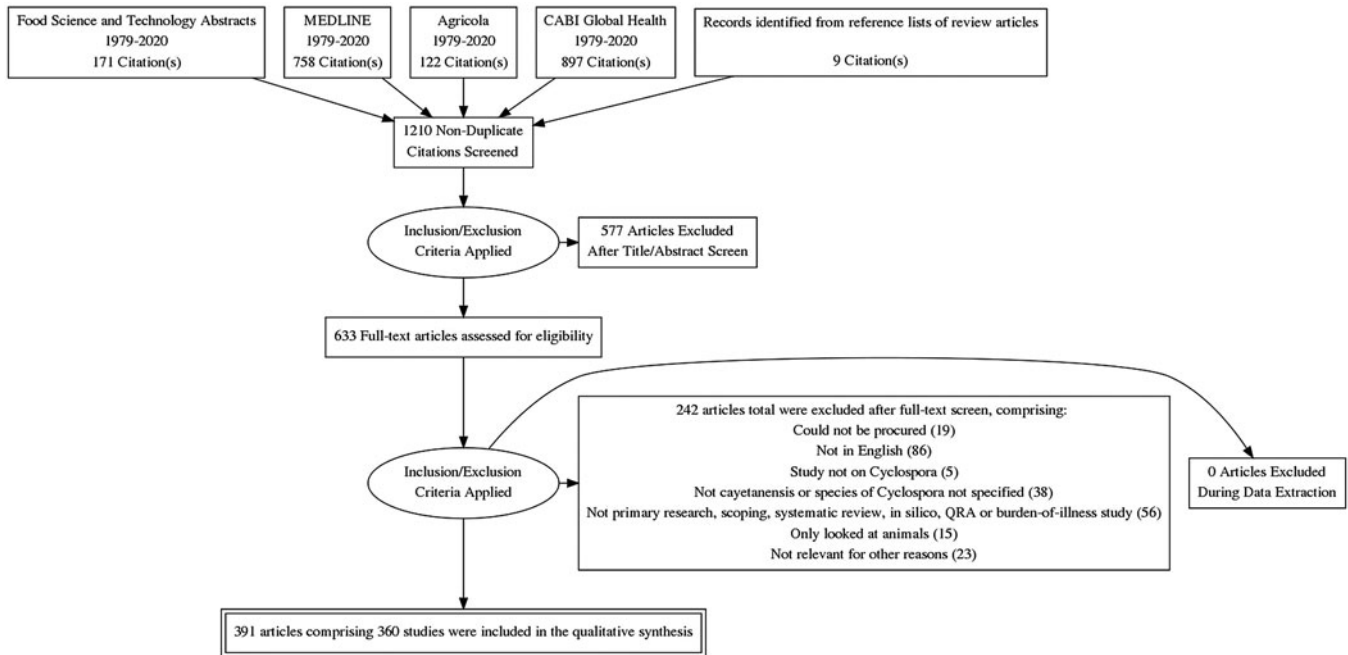 Food Science and Technology Abstracts
1979-2020
171 Citation(s)
MEDLINE
1979-2020
758 Citation(s)
Agricola
1979-2020
122 Citation(s)
CABI Global Health
1979-2020
897 Citation(s)
Records identified from reference lists of review articles
9 Citation(s)
1210 Non-Duplicate
Citations Screened
Inclusion/Exclusion
Criteria Applied
577 Articles Excluded
After Title/Abstract Screen
633 Full-text articles assessed for eligibility
Inclusion/Exclusion
Criteria Applied
242 articles total were excluded after full-text screen, comprising:
Could not be procured (19)
Not in English (86)
Study not on Cyclospora (5)
Not cayetanensis or species of Cyclospora not specified (38)
Not primary research, scoping, systematic review, in silico, QRA or burden-of-illness study (56)
Only looked at animals (15)
Not relevant for other reasons (23)
0 Articles Excluded
During Data Extraction
391 articles comprising 360 studies were included in the qualitative synthesis